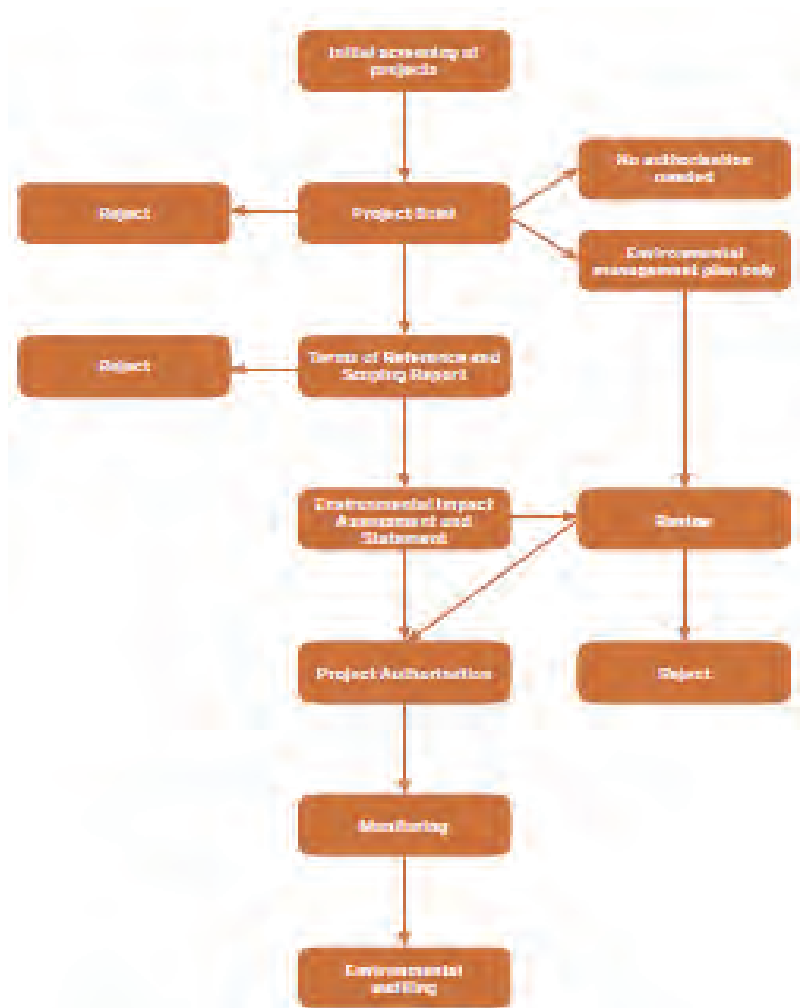 Initial screening of
projects
No authorisation
needed
Reject
Project Brief
Environmental
management plan only
Reject
Terms of Reference and
Scoping Report
Environmental Impact
Assessment and
Statement
Review
Project Authorisation
Reject
Monitoring
Environmental
auditing